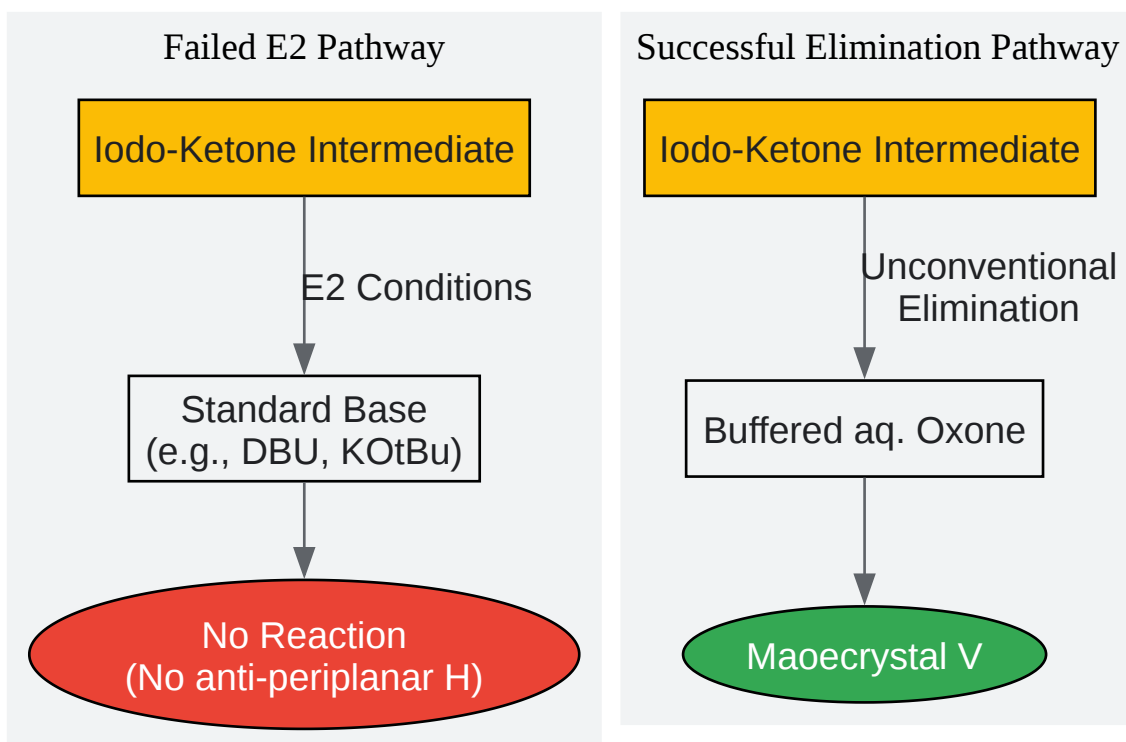 Failed E2 Pathway
Iodo-Ketone Intermediate
E2 Conditions
Standard Base
(e.g., DBU, KOtBu)
No Reaction
(No anti-periplanar H)
Successful Elimination Pathway
Iodo-Ketone Intermediate
Unconventional
Elimination
Buffered aq. Oxone
Maoecrystal V